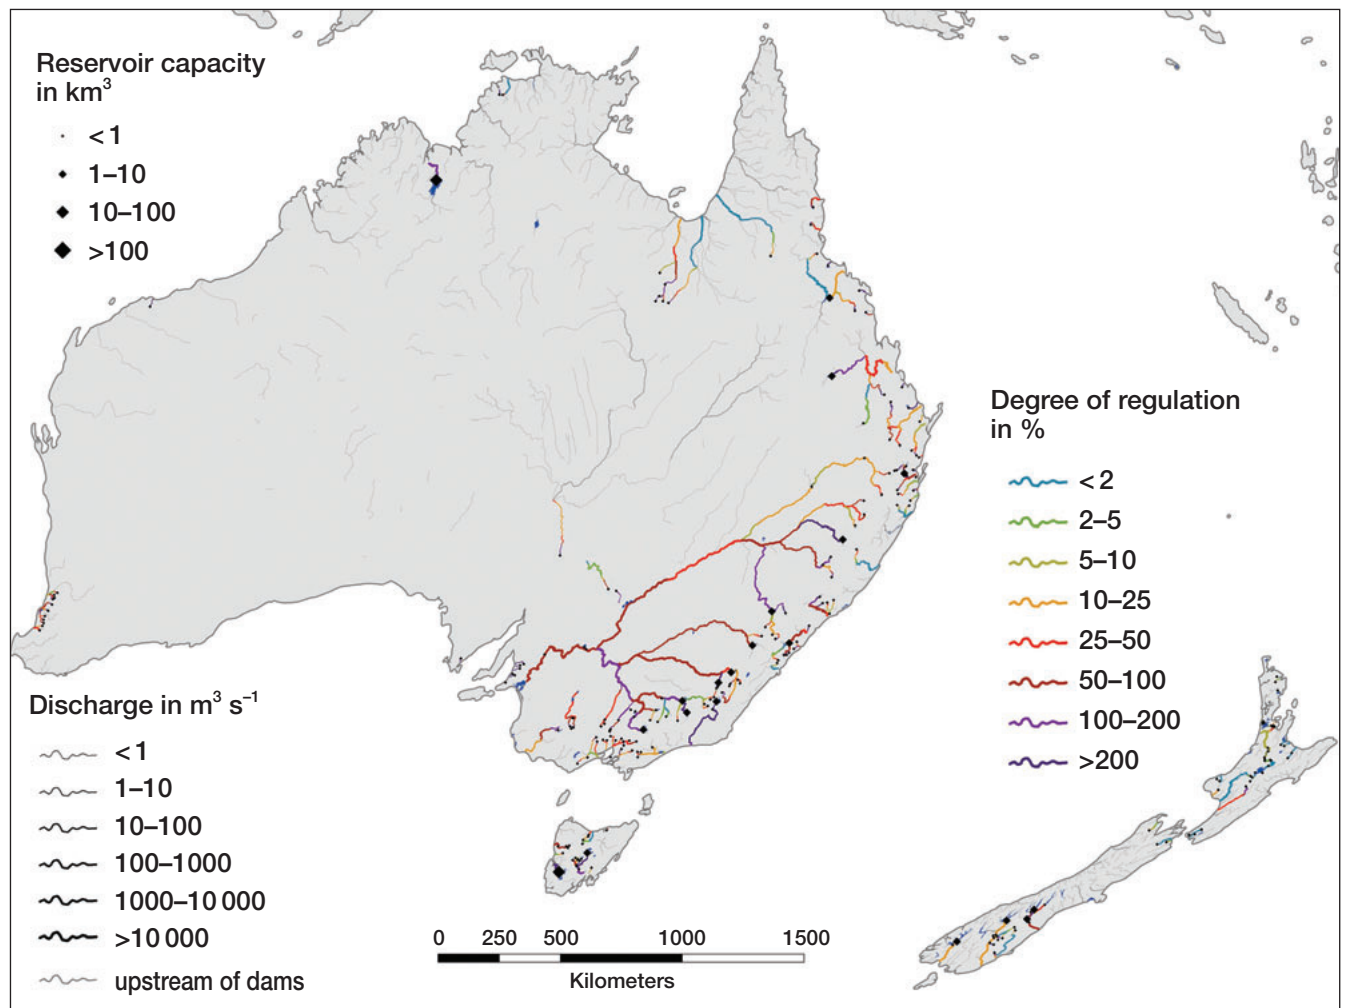 Reservoir capacity
in km³
< 1
1–10
10–100
>100
Degree of regulation
in %
< 2
2–5
5–10
10–25
25–50
50–100
100–200
>200
Discharge in m³ s⁻¹
< 1
1–10
10–100
100–1000
1000–10 000
>10 000
upstream of dams
0 250 500 1000 1500
Kilometers